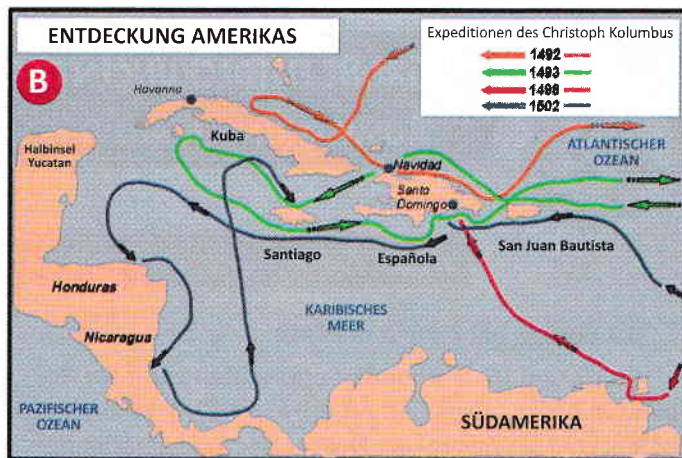 ENTDECKUNG AMERIKAS
Expeditionen des Christoph Kolumbus
1492
1493
1498
1502
B
Havanna
Kuba
Halbinsel
Yucatan
Navidad
ATLANTISCHER
OZEAN
Santo
Domingo
Santiago
Española
San Juan Bautista
Honduras
KARIBISCHES
MEER
Nicaragua
PAZIFISCHER
OZEAN
SÜDAMERIKA